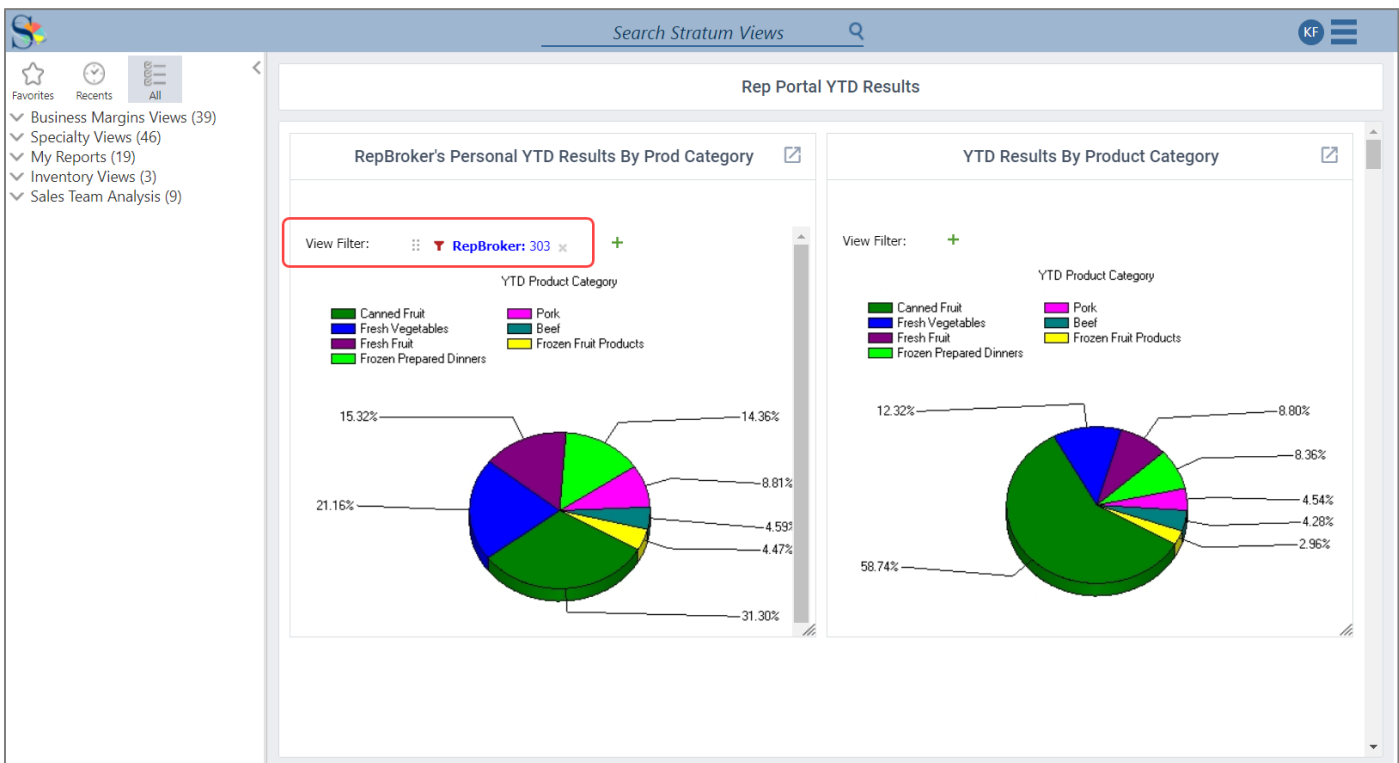 Search Stratum Views
KF
Favorites
Recents
All
Business Margins Views (39)
Specialty Views (46)
My Reports (19)
Inventory Views (3)
Sales Team Analysis (9)
Rep Portal YTD Results
RepBroker's Personal YTD Results By Prod Category
View Filter: RepBroker: 303
YTD Product Category
Canned Fruit Pork
Fresh Vegetables Beef
Fresh Fruit Frozen Fruit Products
Frozen Prepared Dinners
15.32%
14.36%
8.81%
21.16%
4.59%
4.47%
31.30%
YTD Results By Product Category
View Filter:
YTD Product Category
Canned Fruit Pork
Fresh Vegetables Beef
Fresh Fruit Frozen Fruit Products
Frozen Prepared Dinners
12.32%
8.80%
8.36%
4.54%
4.28%
2.96%
58.74%